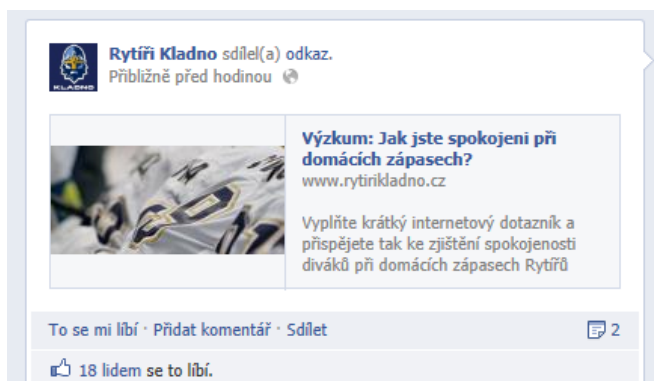 Rytíři Kladno sdílel(a) odkaz.
Přibližně před hodinou
KLADNO
Výzkum: Jak jste spokojeni při
domácích zápasech?
www.rytirikladno.cz
Vyplňte krátký internetový dotazník a
přispějete tak ke zjištění spokojenosti
diváků při domácích zápasech Rytířů
To se mi líbí · Přidat komentář · Sdílet
2
18 lidem se to líbí.